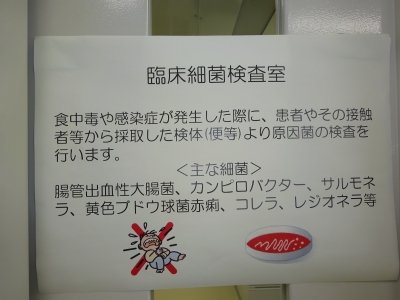 臨床細菌検査室
食中毒や感染症が発生した際に、患者やその接触
者等から採取した検体(便等)より原因菌の検査を
行います。
＜主な細菌＞
腸管出血性大腸菌、カンピロバクター、サルモネ
ラ、黄色ブドウ球菌赤痢、コレラ、レジオネラ等